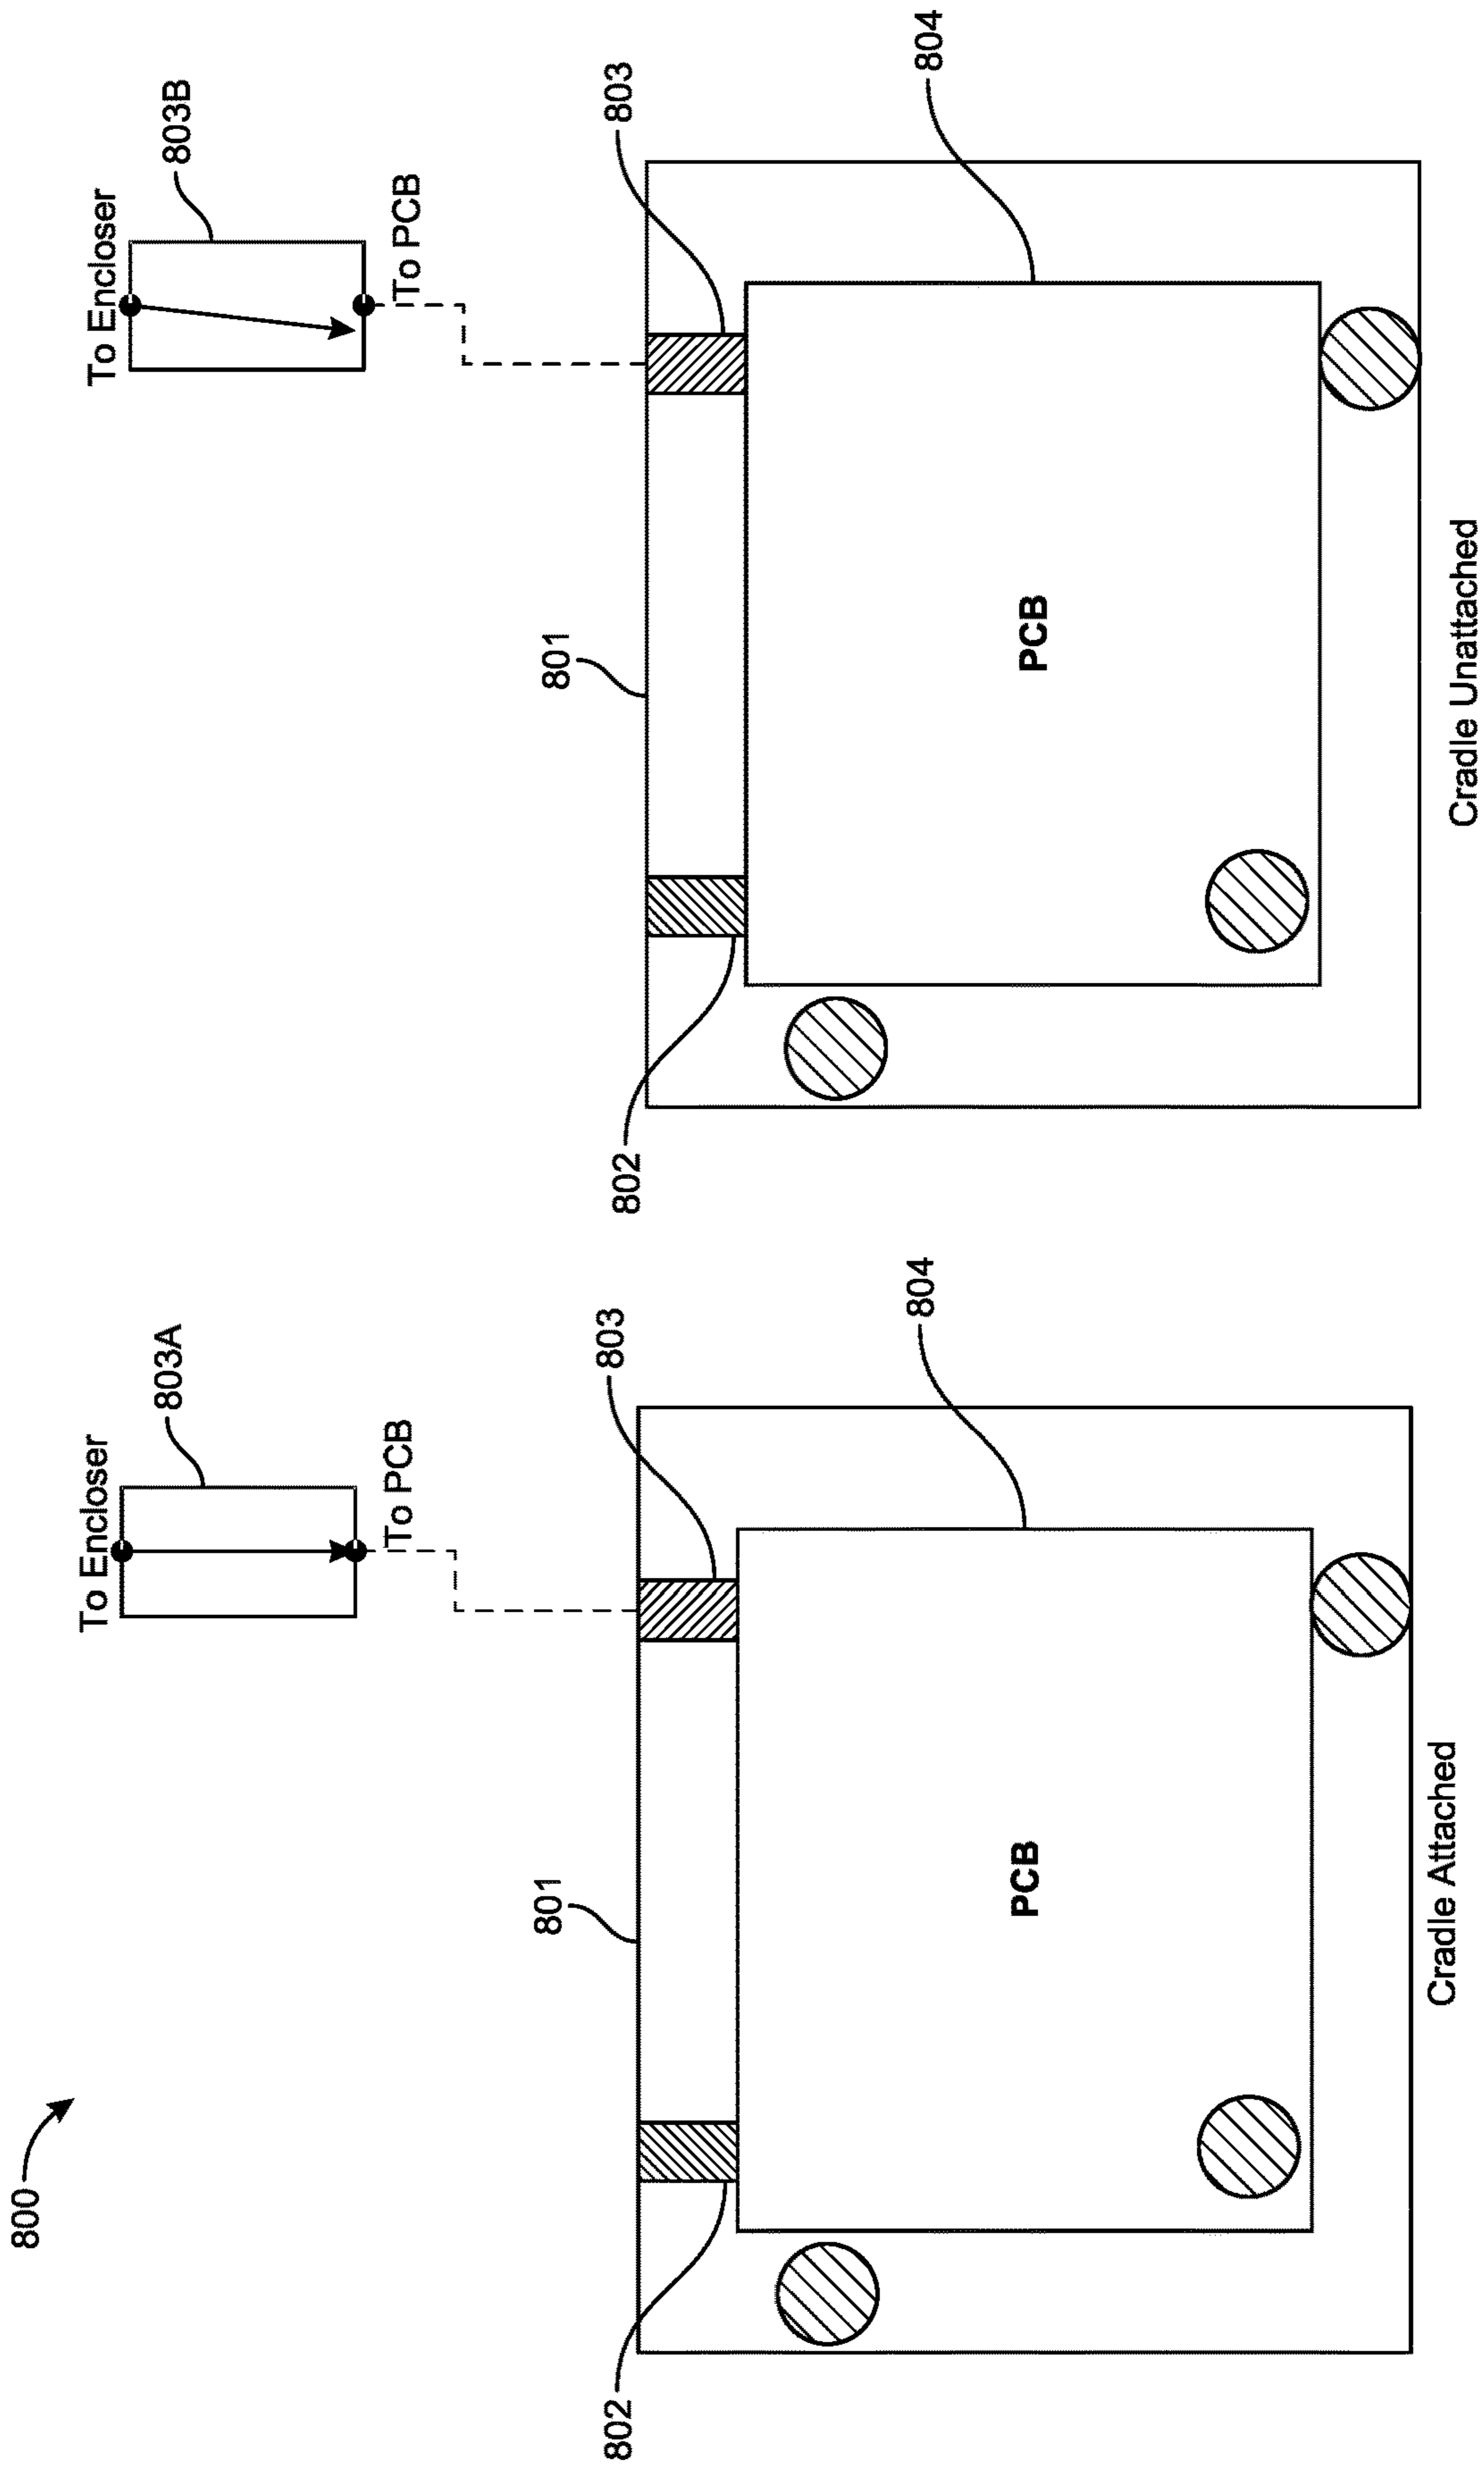 800
To Encloser
803A
To PCB
803
801
802
804
PCB
Cradle Attached
To Encloser
803B
To PCB
803
801
802
804
PCB
Cradle Unattached